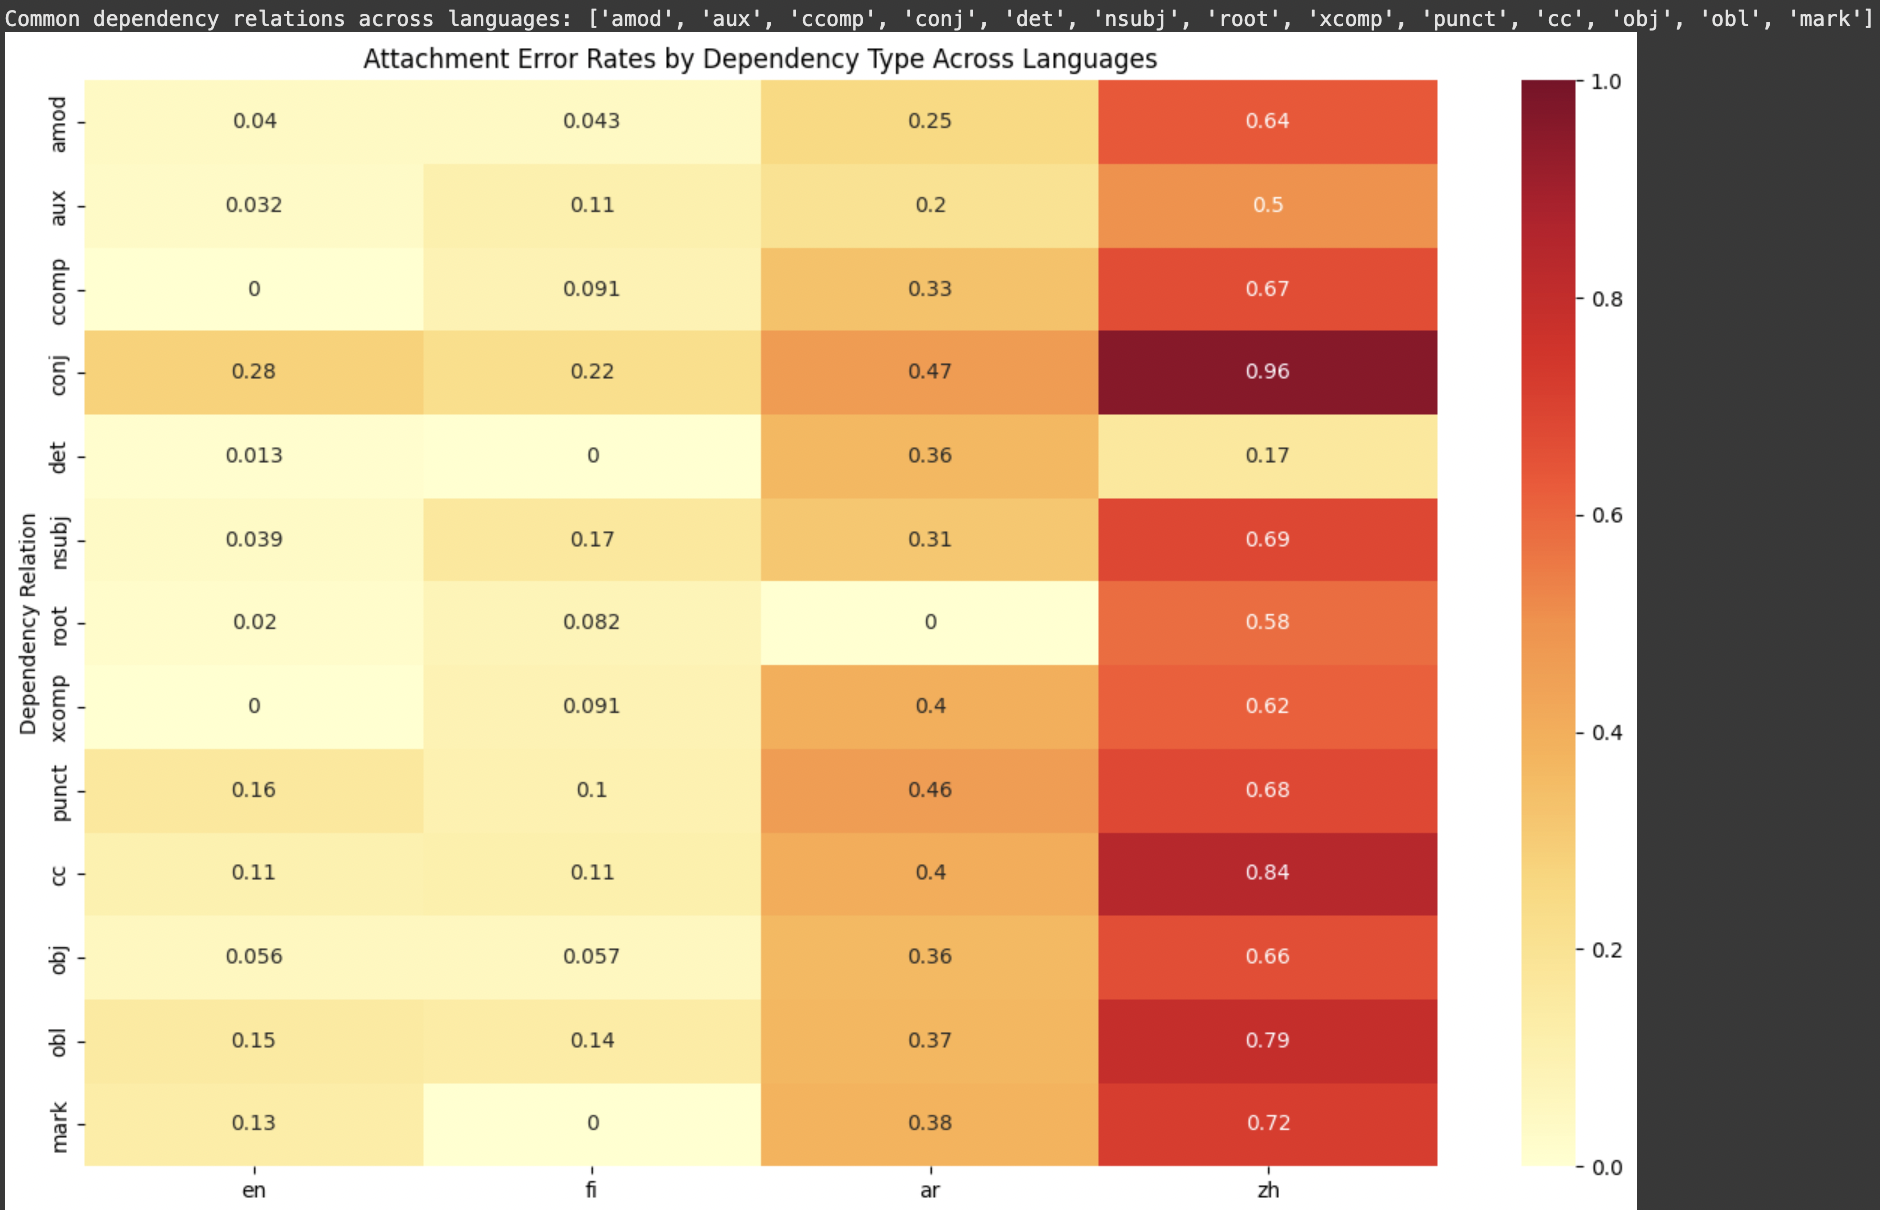 Common dependency relations across languages: ['amod', 'aux', 'ccomp', 'conj', 'det', 'nsubj', 'root', 'xcomp', 'punct', 'cc', 'obj', 'obl', 'mark']
Attachment Error Rates by Dependency Type Across Languages
Dependency Relation
amod 0.04 0.043 0.25 0.64
aux 0.032 0.11 0.2 0.5
ccomp 0 0.091 0.33 0.67
conj 0.28 0.22 0.47 0.96
det 0.013 0 0.36 0.17
nsubj 0.039 0.17 0.31 0.69
root 0.02 0.082 0 0.58
xcomp 0 0.091 0.4 0.62
punct 0.16 0.1 0.46 0.68
cc 0.11 0.11 0.4 0.84
obj 0.056 0.057 0.36 0.66
obl 0.15 0.14 0.37 0.79
mark 0.13 0 0.38 0.72
en fi ar zh
1.0
0.8
0.6
0.4
0.2
0.0